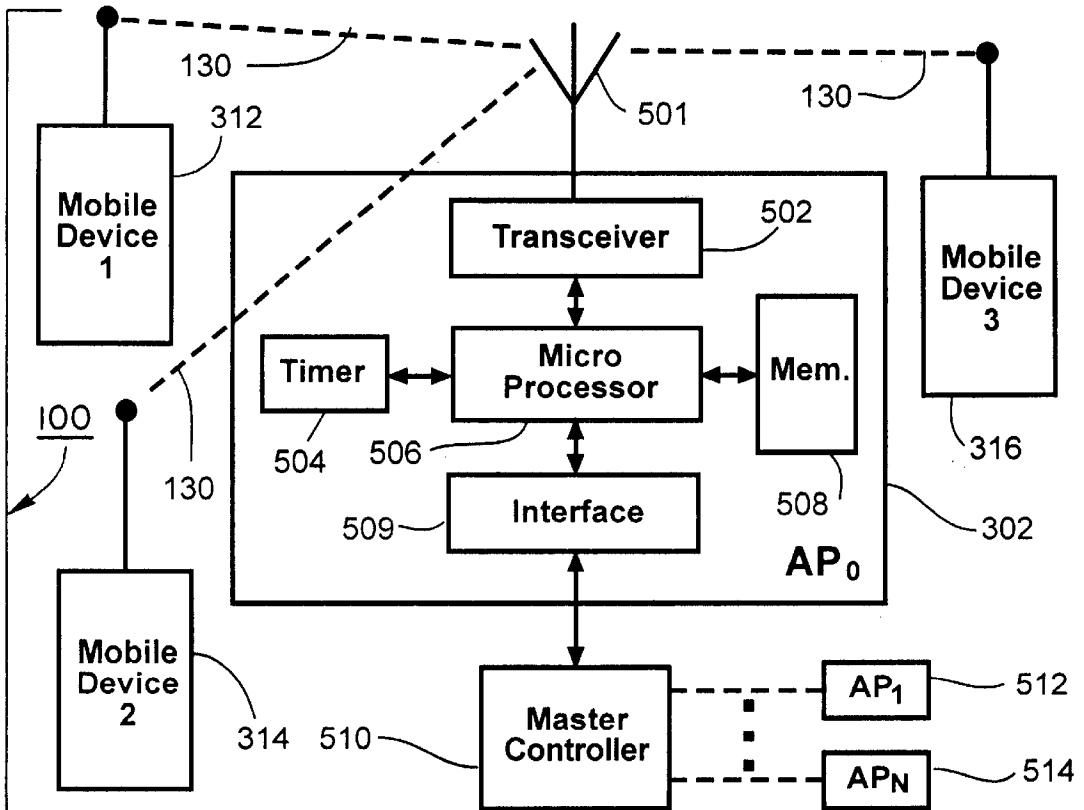 130
130
501
312
Mobile
Device
1
Transceiver
502
Mobile
Device
3
Timer
Micro
Processor
Mem.
100
504
506
508
316
130
509
Interface
302
AP0
Mobile
Device
2
314
510
Master
Controller
AP1
512
APN
514